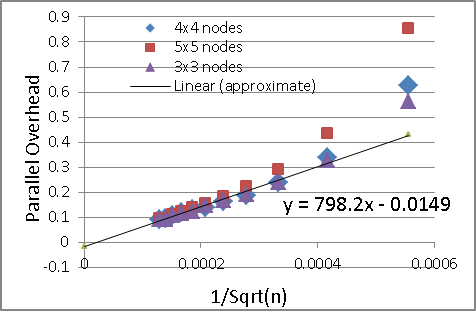 0.9
4x4 nodes
0.8
5x5 nodes
0.7
3x3 nodes
0.6
Linear (approximate)
0.5
0.4
0.3
0.2
y = 798.2x - 0.0149
0.1
0
-0.1
0
0.0002
0.0004
0.0006
Parallel Overhead
1/Sqrt(n)